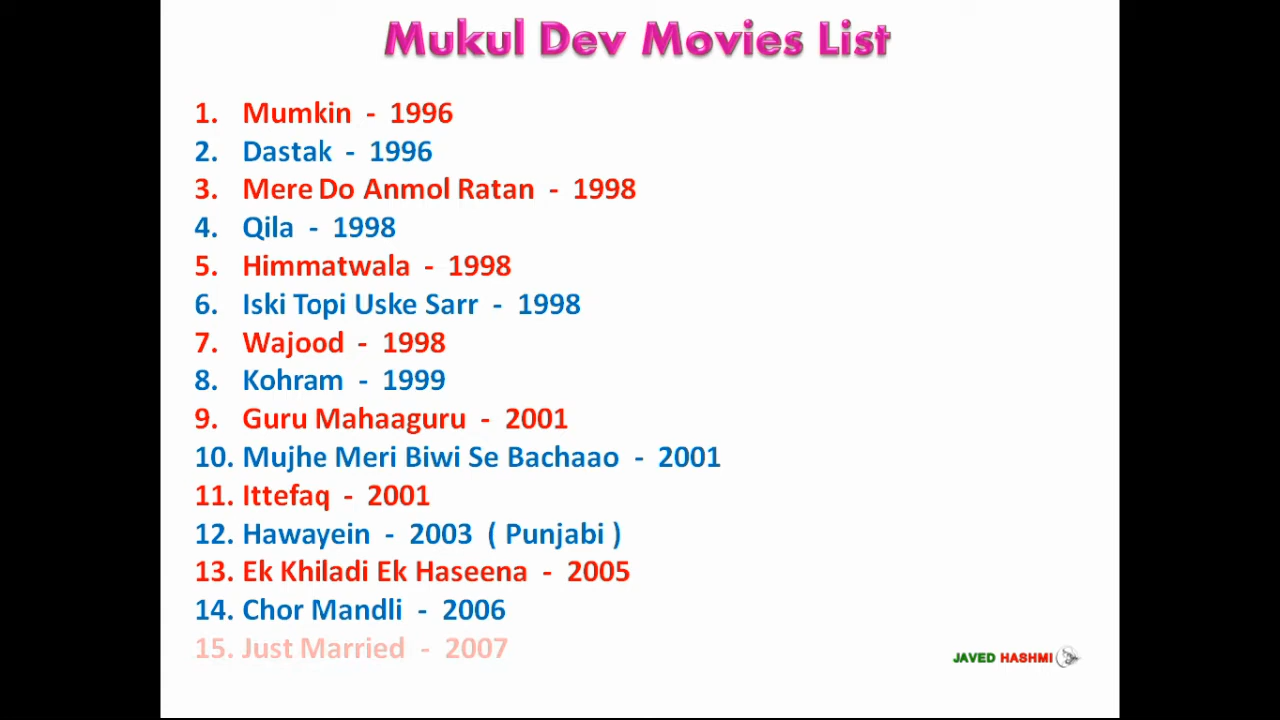 Mukul Dev Movies List
1. Mumkin - 1996
2. Dastak - 1996
3. Mere Do Anmol Ratan - 1998
4. Qila - 1998
5. Himmatwala - 1998
6. Iski Topi Uske Sarr - 1998
7. Wajood - 1998
8. Kohram - 1999
9. Guru Mahaaguru - 2001
10. Mujhe Meri Biwi Se Bachaao - 2001
11. Ittefaq - 2001
12. Hawayein - 2003 ( Punjabi )
13. Ek Khiladi Ek Haseena - 2005
14. Chor Mandli - 2006
15. Just Married - 2007
JAVED HASHMI